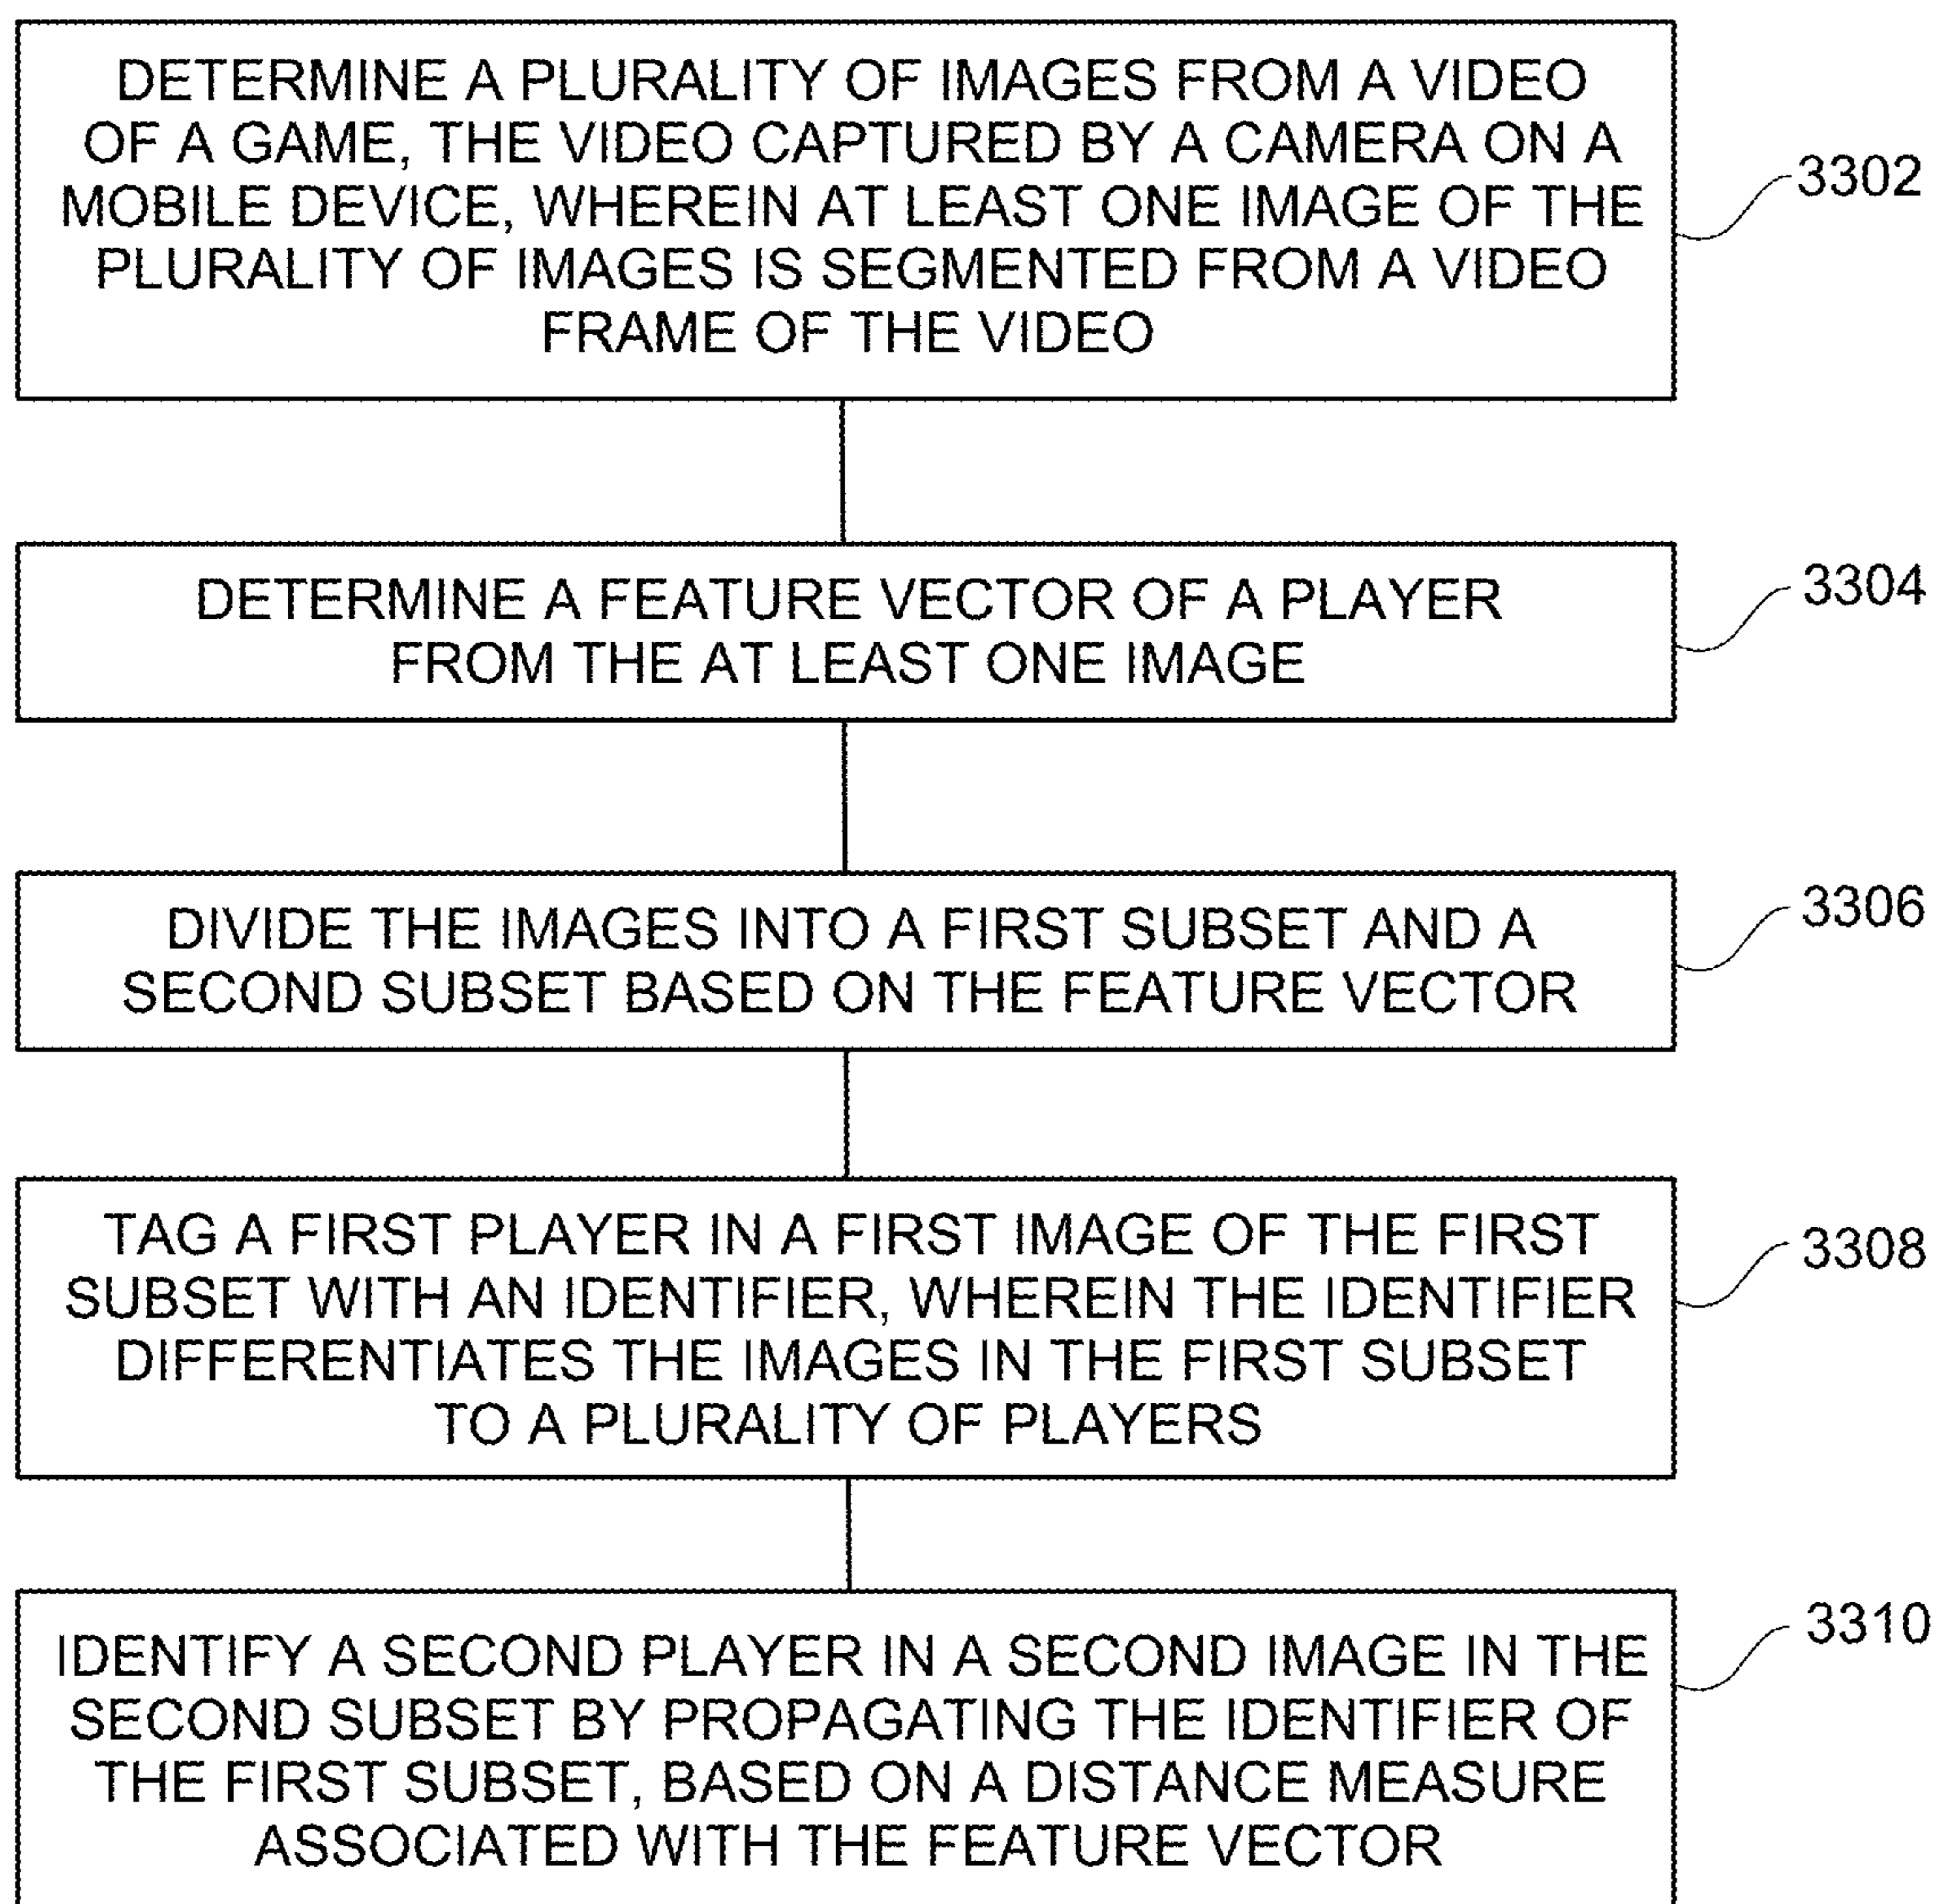 DETERMINE A PLURALITY OF IMAGES FROM A VIDEO
OF A GAME, THE VIDEO CAPTURED BY A CAMERA ON A
MOBILE DEVICE, WHEREIN AT LEAST ONE IMAGE OF THE
PLURALITY OF IMAGES IS SEGMENTED FROM A VIDEO
FRAME OF THE VIDEO
3302
DETERMINE A FEATURE VECTOR OF A PLAYER
FROM THE AT LEAST ONE IMAGE
3304
DIVIDE THE IMAGES INTO A FIRST SUBSET AND A
SECOND SUBSET BASED ON THE FEATURE VECTOR
3306
TAG A FIRST PLAYER IN A FIRST IMAGE OF THE FIRST
SUBSET WITH AN IDENTIFIER, WHEREIN THE IDENTIFIER
DIFFERENTIATES THE IMAGES IN THE FIRST SUBSET
TO A PLURALITY OF PLAYERS
3308
IDENTIFY A SECOND PLAYER IN A SECOND IMAGE IN THE
SECOND SUBSET BY PROPAGATING THE IDENTIFIER OF
THE FIRST SUBSET, BASED ON A DISTANCE MEASURE
ASSOCIATED WITH THE FEATURE VECTOR
3310